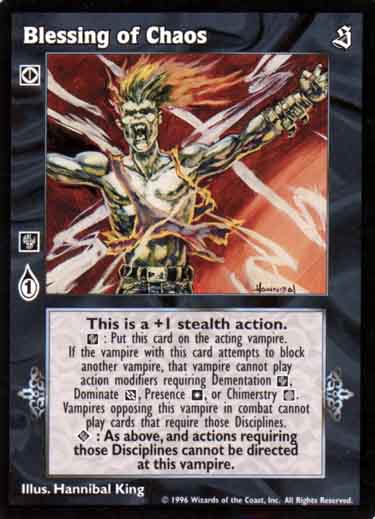 Blessing of Chaos
HANNIBAL
1
This is a +1 stealth action.
: Put this card on the acting vampire.
If the vampire with this card attempts to block
another vampire, that vampire cannot play
action modifiers requiring Dementation ,
Dominate , Presence , or Chimerstry .
Vampires opposing this vampire in combat cannot
play cards that require those Disciplines.
: As above, and actions requiring
those Disciplines cannot be directed
at this vampire.
Illus. Hannibal King
© 1996 Wizards of the Coast, Inc. All Rights Reserved.